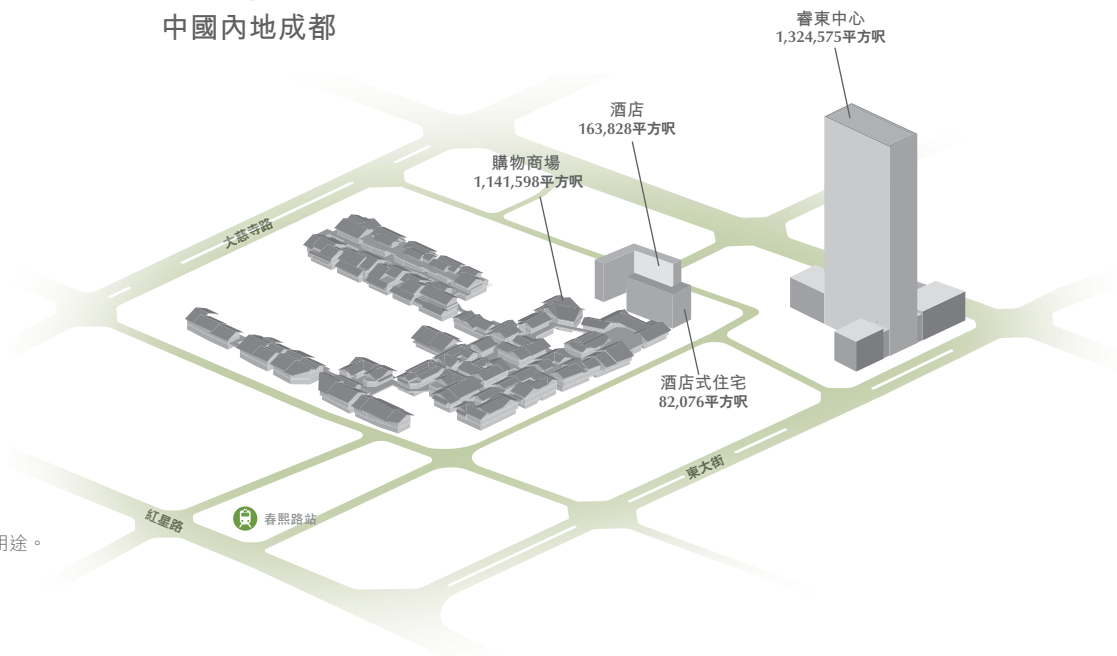 中國內地成都
睿東中心
1,324,575平方呎
酒店
163,828平方呎
購物商場
1,141,598平方呎
大慈寺路
酒店式住宅
82,076平方呎
東大街
紅星路
春熙路站
用途。